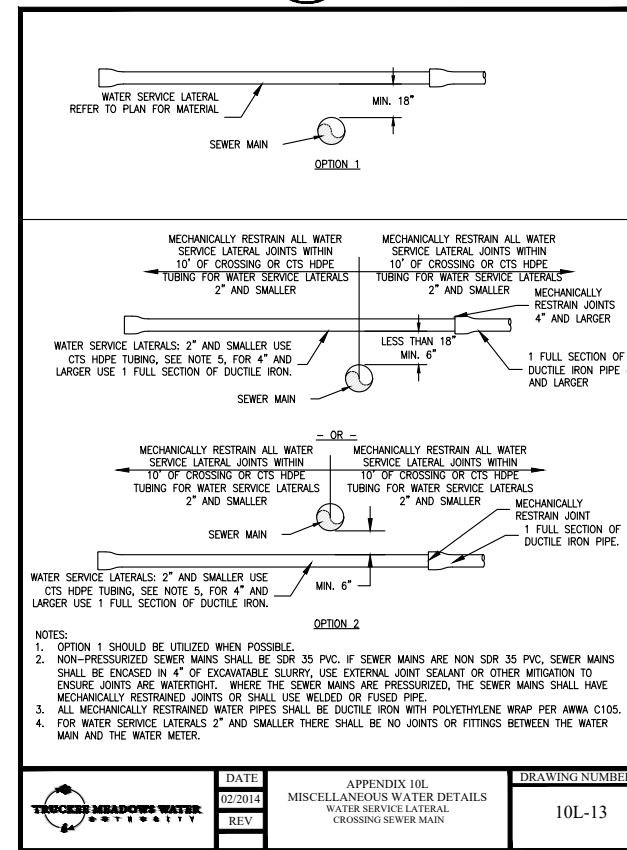 WATER SERVICE LATERAL
REFER TO PLAN FOR MATERIAL
MIN. 18"
SEWER MAIN
OPTION 1
MECHANICALLY RESTRAIN ALL WATER
SERVICE LATERAL JOINTS WITHIN
10' OF CROSSING OR CTS HDPE
TUBING FOR WATER SERVICE LATERALS
2" AND SMALLER
MECHANICALLY RESTRAIN ALL WATER
SERVICE LATERAL JOINTS WITHIN
10' OF CROSSING OR CTS HDPE
TUBING FOR WATER SERVICE LATERALS
2" AND SMALLER
MECHANICALLY
RESTRAIN JOINTS
4" AND LARGER
WATER SERVICE LATERALS: 2" AND SMALLER USE
CTS HDPE TUBING, SEE NOTE 5, FOR 4" AND
LARGER USE 1 FULL SECTION OF DUCTILE IRON.
LESS THAN 18"
MIN. 6"
1 FULL SECTION OF
DUCTILE IRON PIPE
AND LARGER
SEWER MAIN
- OR -
MECHANICALLY RESTRAIN ALL WATER
SERVICE LATERAL JOINTS WITHIN
10' OF CROSSING OR CTS HDPE
TUBING FOR WATER SERVICE LATERALS
2" AND SMALLER
MECHANICALLY RESTRAIN ALL WATER
SERVICE LATERAL JOINTS WITHIN
10' OF CROSSING OR CTS HDPE
TUBING FOR WATER SERVICE LATERALS
2" AND SMALLER
MECHANICALLY
RESTRAIN JOINT
1 FULL SECTION OF
DUCTILE IRON PIPE.
SEWER MAIN
WATER SERVICE LATERALS: 2" AND SMALLER USE
CTS HDPE TUBING, SEE NOTE 5, FOR 4" AND
LARGER USE 1 FULL SECTION OF DUCTILE IRON.
MIN. 6"
OPTION 2
NOTES:
1. OPTION 1 SHOULD BE UTILIZED WHEN POSSIBLE.
2. NON-PRESSURIZED SEWER MAINS SHALL BE SDR 35 PVC. IF SEWER MAINS ARE NON SDR 35 PVC, SEWER MAINS
SHALL BE ENCASED IN 4" OF EXCAVATABLE SLURRY, USE EXTERNAL JOINT SEALANT OR OTHER MITIGATION TO
ENSURE JOINTS ARE WATERTIGHT. WHERE THE SEWER MAINS ARE PRESSURIZED, THE SEWER MAINS SHALL HAVE
MECHANICALLY RESTRAINED JOINTS OR SHALL USE WELDED OR FUSED PIPE.
3. ALL MECHANICALLY RESTRAINED WATER PIPES SHALL BE DUCTILE IRON WITH POLYETHYLENE WRAP PER AWWA C105.
4. FOR WATER SERVICE LATERALS 2" AND SMALLER THERE SHALL BE NO JOINTS OR FITTINGS BETWEEN THE WATER
MAIN AND THE WATER METER.
TRUCKEE MEADOWS WATER
AUTHORITY
DATE
02/2014
REV
APPENDIX 10L
MISCELLANEOUS WATER DETAILS
WATER SERVICE LATERAL
CROSSING SEWER MAIN
DRAWING NUMBER
10L-13